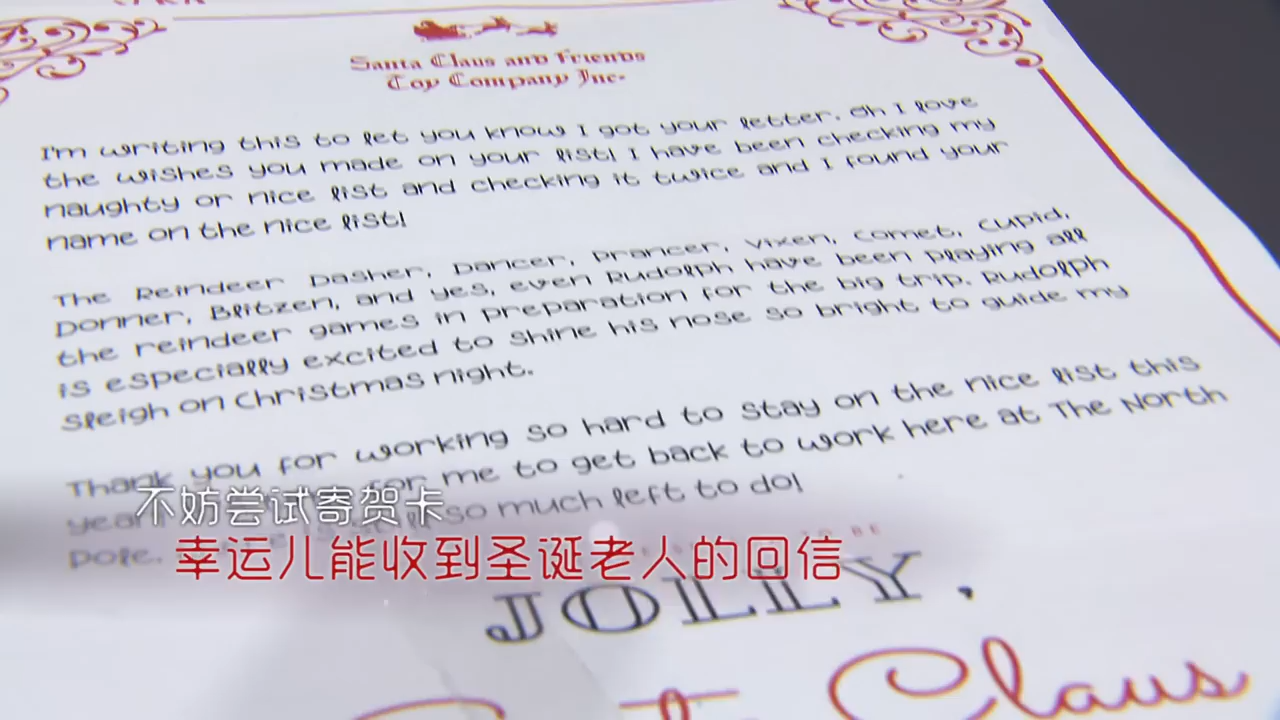 Santa Claus and Friends
Toy Company Inc.
I'm writing this to let you know I got your letter. Oh I love
the wishes you made on your list! I have been checking my
naughty or nice list and checking it twice and I found your
name on the nice list!
The Reindeer Dasher, Dancer, Prancer, Vixen, Comet, Cupid,
Donner, Blitzen, and yes, even Rudolph have been playing all
the reindeer games in preparation for the big trip. Rudolph
is especially excited to shine his nose so bright to guide my
sleigh on Christmas night.
Thank you for working so hard to stay on the nice list this
year for me to get back to work here at The North
so much left to do!
Pole.
不妨尝试寄贺卡
幸运儿能收到圣诞老人的回信
TO BE
JOLLY,
Claus